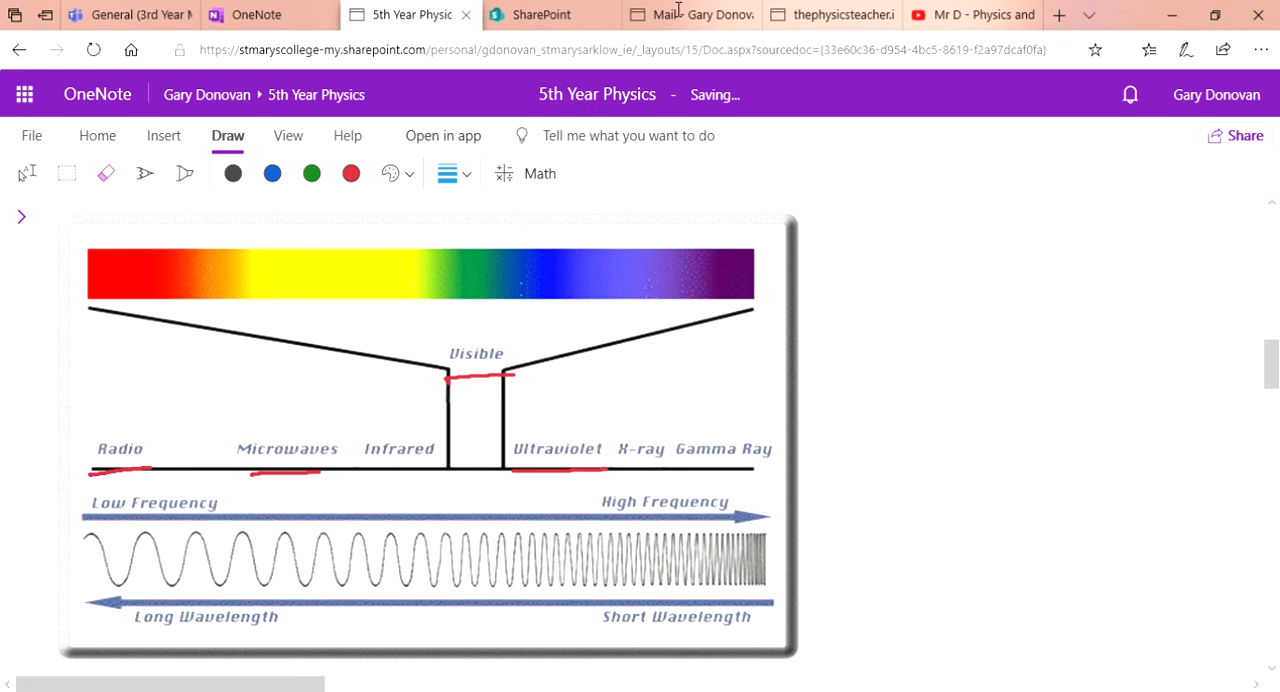 General (3rd Year M
OneNote
5th Year Physic
SharePoint
Mail - Gary Donova
thephysicsteacher.i
Mr D - Physics and
https://stmaryscollege-my.sharepoint.com/personal/gdonovan_stmarysarklow_ie/_layouts/15/Doc.aspx?sourcedoc={33e60c36-d954-4bc5-8619-f2a97dcaf0fa}
OneNote
Gary Donovan ▸ 5th Year Physics
5th Year Physics - Saving...
Gary Donovan
File Home Insert Draw View Help Open in app Tell me what you want to do Share
Math
Visible
Radio Microwaves Infrared Ultraviolet X-ray Gamma Ray
Low Frequency High Frequency
Long Wavelength Short Wavelength